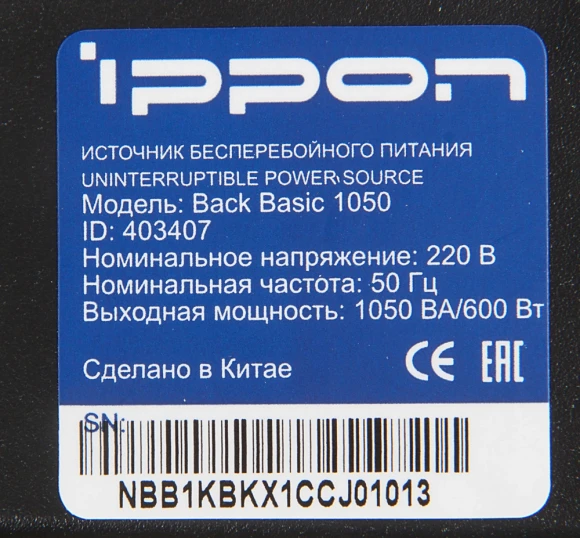 ippon
ИСТОЧНИК БЕСПЕРЕБОЙНОГО ПИТАНИЯ
UNINTERRUPTIBLE POWER SOURCE
Модель: Back Basic 1050
ID: 403407
Номинальное напряжение: 220 В
Номинальная частота: 50 Гц
Выходная мощность: 1050 ВА/600 Вт
Сделано в Китае CE EAC
SN:
NBB1KBKX1CCJ01013